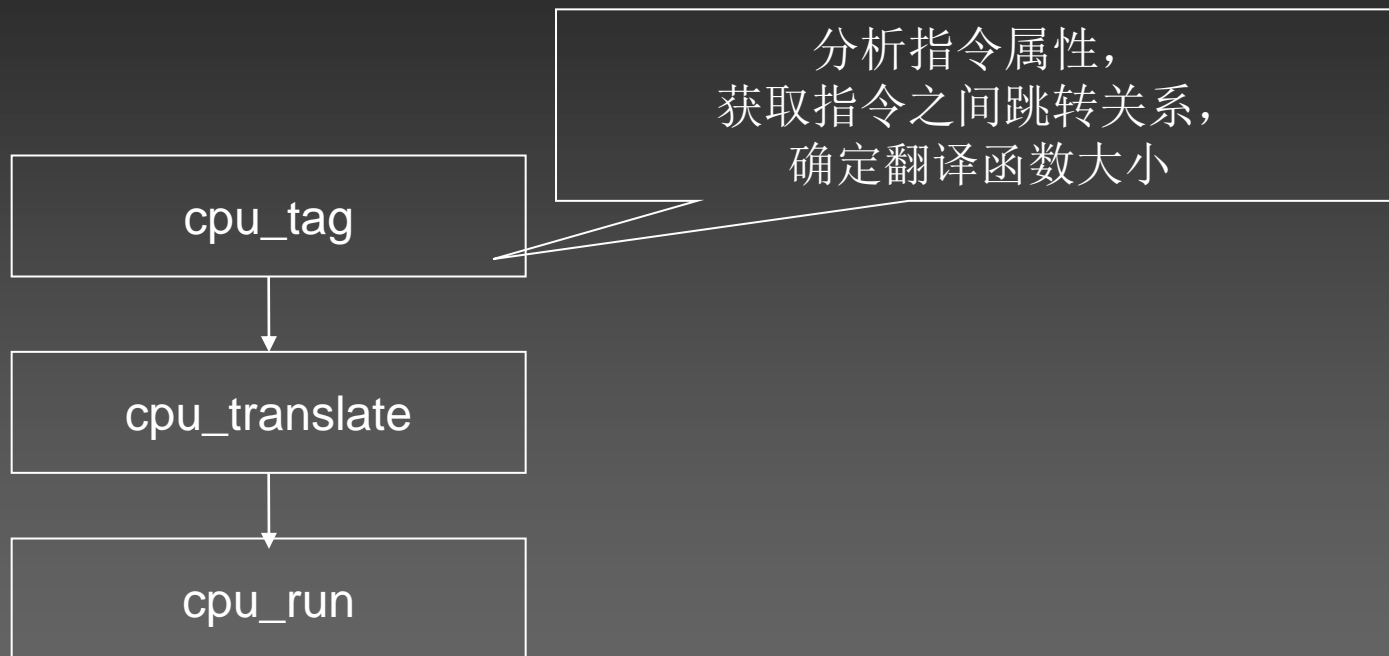 分析指令属性，
获取指令之间跳转关系，
确定翻译函数大小
cpu_tag
cpu_translate
cpu_run